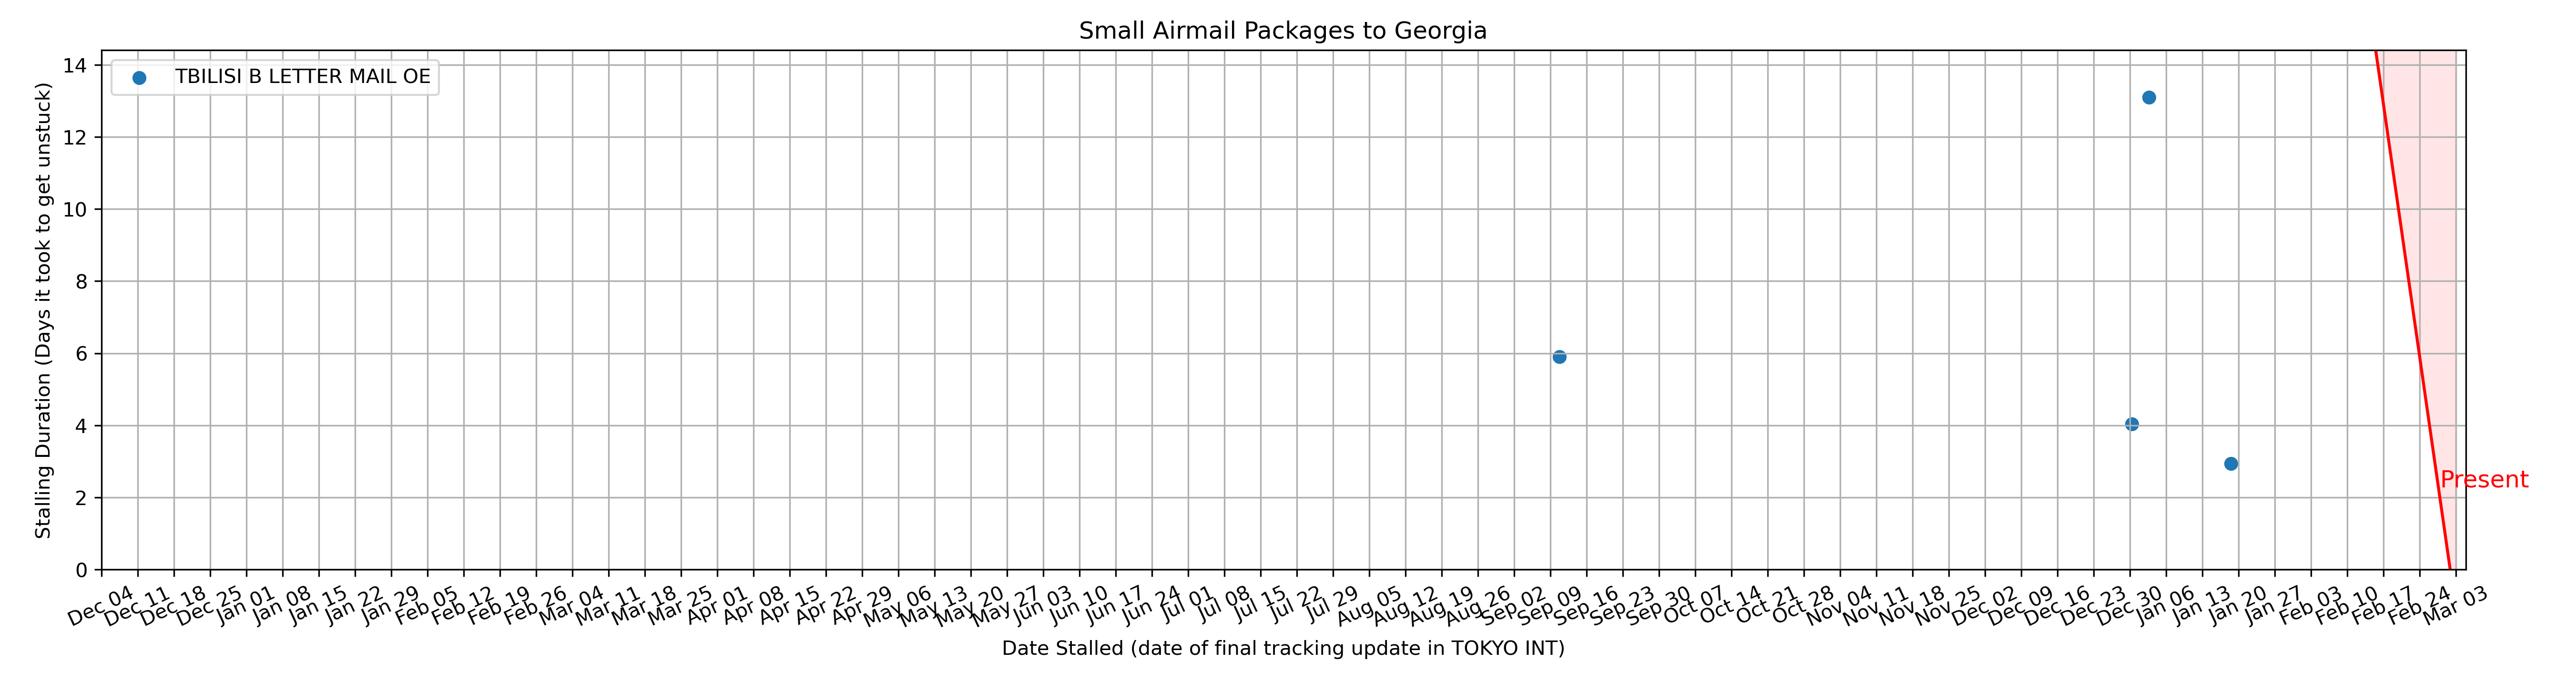 Small Airmail Packages to Georgia
TBILISI B LETTER MAIL OE
Stalling Duration (Days it took to get unstuck)
14
12
10
8
6
4
2
0
Present
Dec 04 Dec 11 Dec 18 Dec 25 Jan 01 Jan 08 Jan 15 Jan 22 Jan 29 Feb 05 Feb 12 Feb 19 Feb 26 Mar 04 Mar 11 Mar 18 Mar 25 Apr 01 Apr 08 Apr 15 Apr 22 Apr 29 May 06 May 13 May 20 May 27 Jun 03 Jun 10 Jun 17 Jun 24 Jul 01 Jul 08 Jul 15 Jul 22 Jul 29 Aug 05 Aug 12 Aug 19 Aug 26 Sep 02 Sep 09 Sep 16 Sep 23 Sep 30 Oct 07 Oct 14 Oct 21 Oct 28 Nov 04 Nov 11 Nov 18 Nov 25 Dec 02 Dec 09 Dec 16 Dec 23 Dec 30 Jan 06 Jan 13 Jan 20 Jan 27 Feb 03 Feb 10 Feb 17 Feb 24 Mar 03
Date Stalled (date of final tracking update in TOKYO INT)